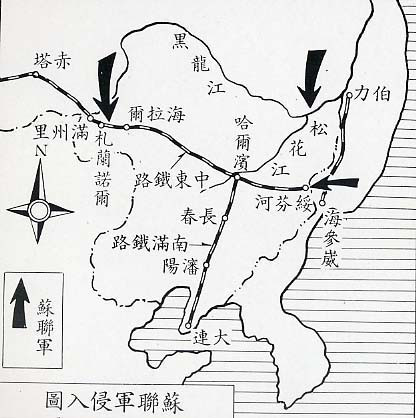 赤塔
黑龍江
伯力
松花江
海拉爾
滿州里
札蘭諾爾
哈爾濱
N
中東鐵路
綏芬河
海參崴
長春
南滿鐵路
瀋陽
大連
蘇聯軍
蘇聯軍侵入圖